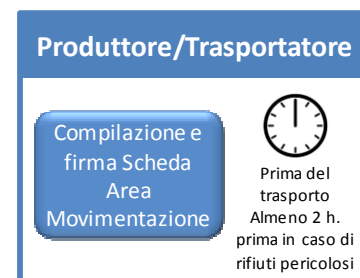 Produttore/Trasportatore
Compilazione e
firma Scheda
Area
Movimentazione
Prima del
trasporto
Almeno 2 h.
prima in caso di
rifiuti pericolosi